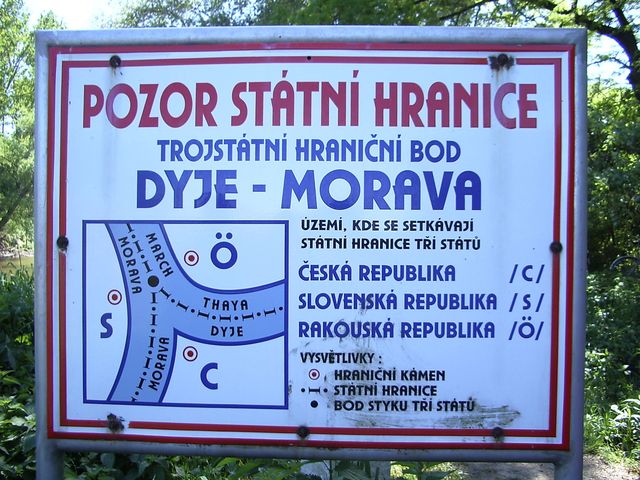 POZOR STÁTNÍ HRANICE
TROJSTÁTNÍ HRANIČNÍ BOD
DYJE - MORAVA
ÚZEMÍ, KDE SE SETKÁVAJÍ
STÁTNÍ HRANICE TŘÍ STÁTŮ
ČESKÁ REPUBLIKA /C/
SLOVENSKÁ REPUBLIKA /S/
RAKOUSKÁ REPUBLIKA /Ö/
VYSVĚTLIVKY :
HRANIČNÍ KÁMEN
STÁTNÍ HRANICE
BOD STYKU TŘÍ STÁTŮ
MORAVA
MARCH
Ö
THAYA
DYJE
S
MORAVA
C